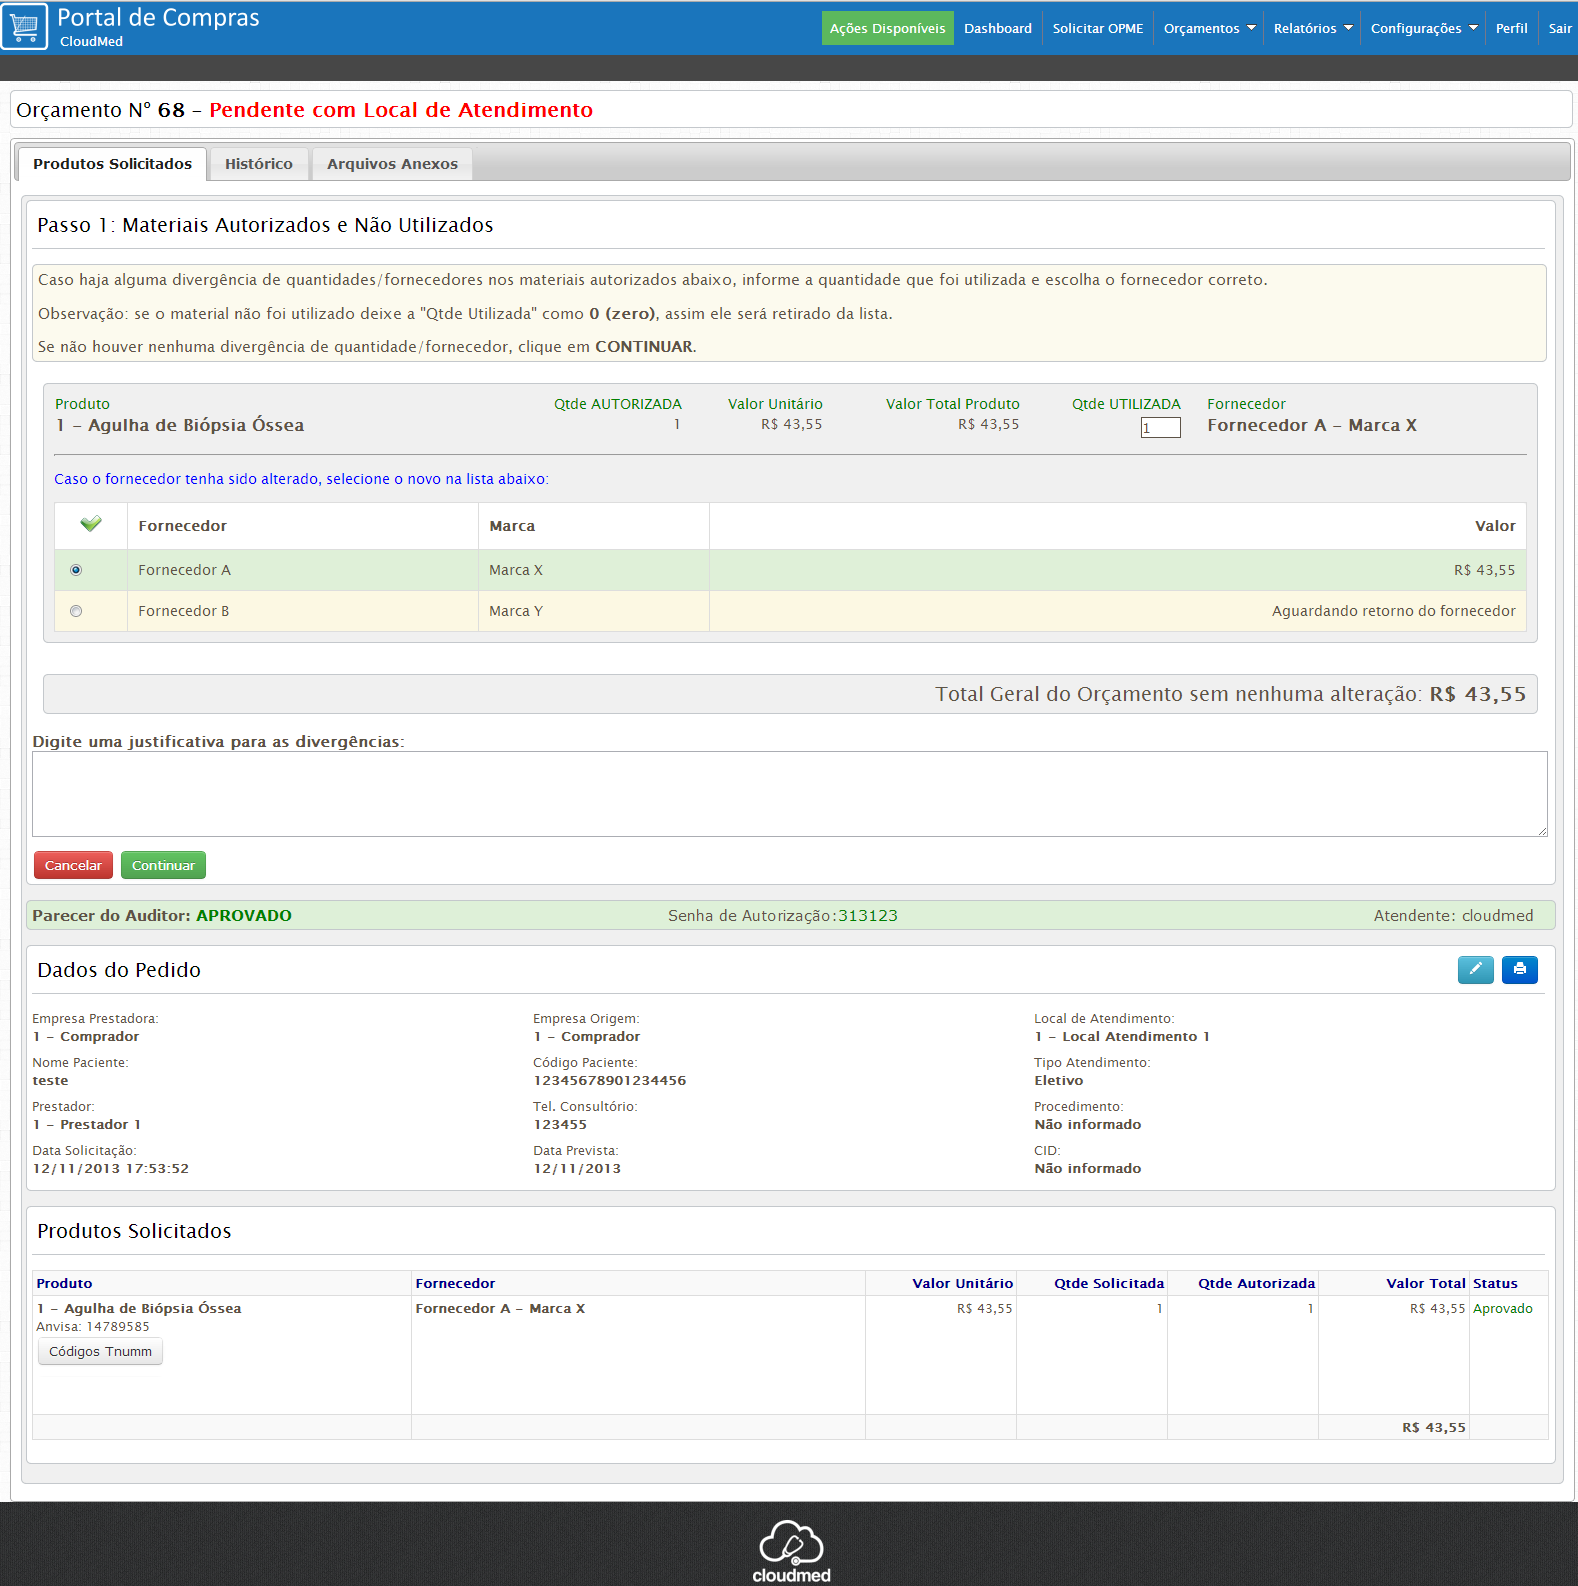 Portal de Compras
CloudMed
Ações Disponíveis Dashboard Solicitar OPME Orçamentos Relatórios Configurações Perfil Sair
Orçamento Nº 68 - Pendente com Local de Atendimento
Produtos Solicitados Histórico Arquivos Anexos
Passo 1: Materiais Autorizados e Não Utilizados
Caso haja alguma divergência de quantidades/fornecedores nos materiais autorizados abaixo, informe a quantidade que foi utilizada e escolha o fornecedor correto.
Observação: se o material não foi utilizado deixe a "Qtde Utilizada" como 0 (zero), assim ele será retirado da lista.
Se não houver nenhuma divergência de quantidade/fornecedor, clique em CONTINUAR.
Produto Qtde AUTORIZADA Valor Unitário Valor Total Produto Qtde UTILIZADA Fornecedor
1 - Agulha de Biópsia Óssea 1 R$ 43,55 R$ 43,55 1 Fornecedor A - Marca X
Caso o fornecedor tenha sido alterado, selecione o novo na lista abaixo:
Fornecedor Marca Valor
Fornecedor A Marca X R$ 43,55
Fornecedor B Marca Y Aguardando retorno do fornecedor
Total Geral do Orçamento sem nenhuma alteração: R$ 43,55
Digite uma justificativa para as divergências:
Cancelar Continuar
Parecer do Auditor: APROVADO Senha de Autorização:313123 Atendente: cloudmed
Dados do Pedido
Empresa Prestadora: Empresa Origem: Local de Atendimento:
1 - Comprador 1 - Comprador 1 - Local Atendimento 1
Nome Paciente: Código Paciente: Tipo Atendimento:
teste 12345678901234456 Eletivo
Prestador: Tel. Consultório: Procedimento:
1 - Prestador 1 123455 Não informado
Data Solicitação: Data Prevista: CID:
12/11/2013 17:53:52 12/11/2013 Não informado
Produtos Solicitados
Produto Fornecedor Valor Unitário Qtde Solicitada Qtde Autorizada Valor Total Status
1 - Agulha de Biópsia Óssea Fornecedor A - Marca X R$ 43,55 1 1 R$ 43,55 Aprovado
Anvisa: 14789585
Códigos Tnumm
R$ 43,55
cloudmed